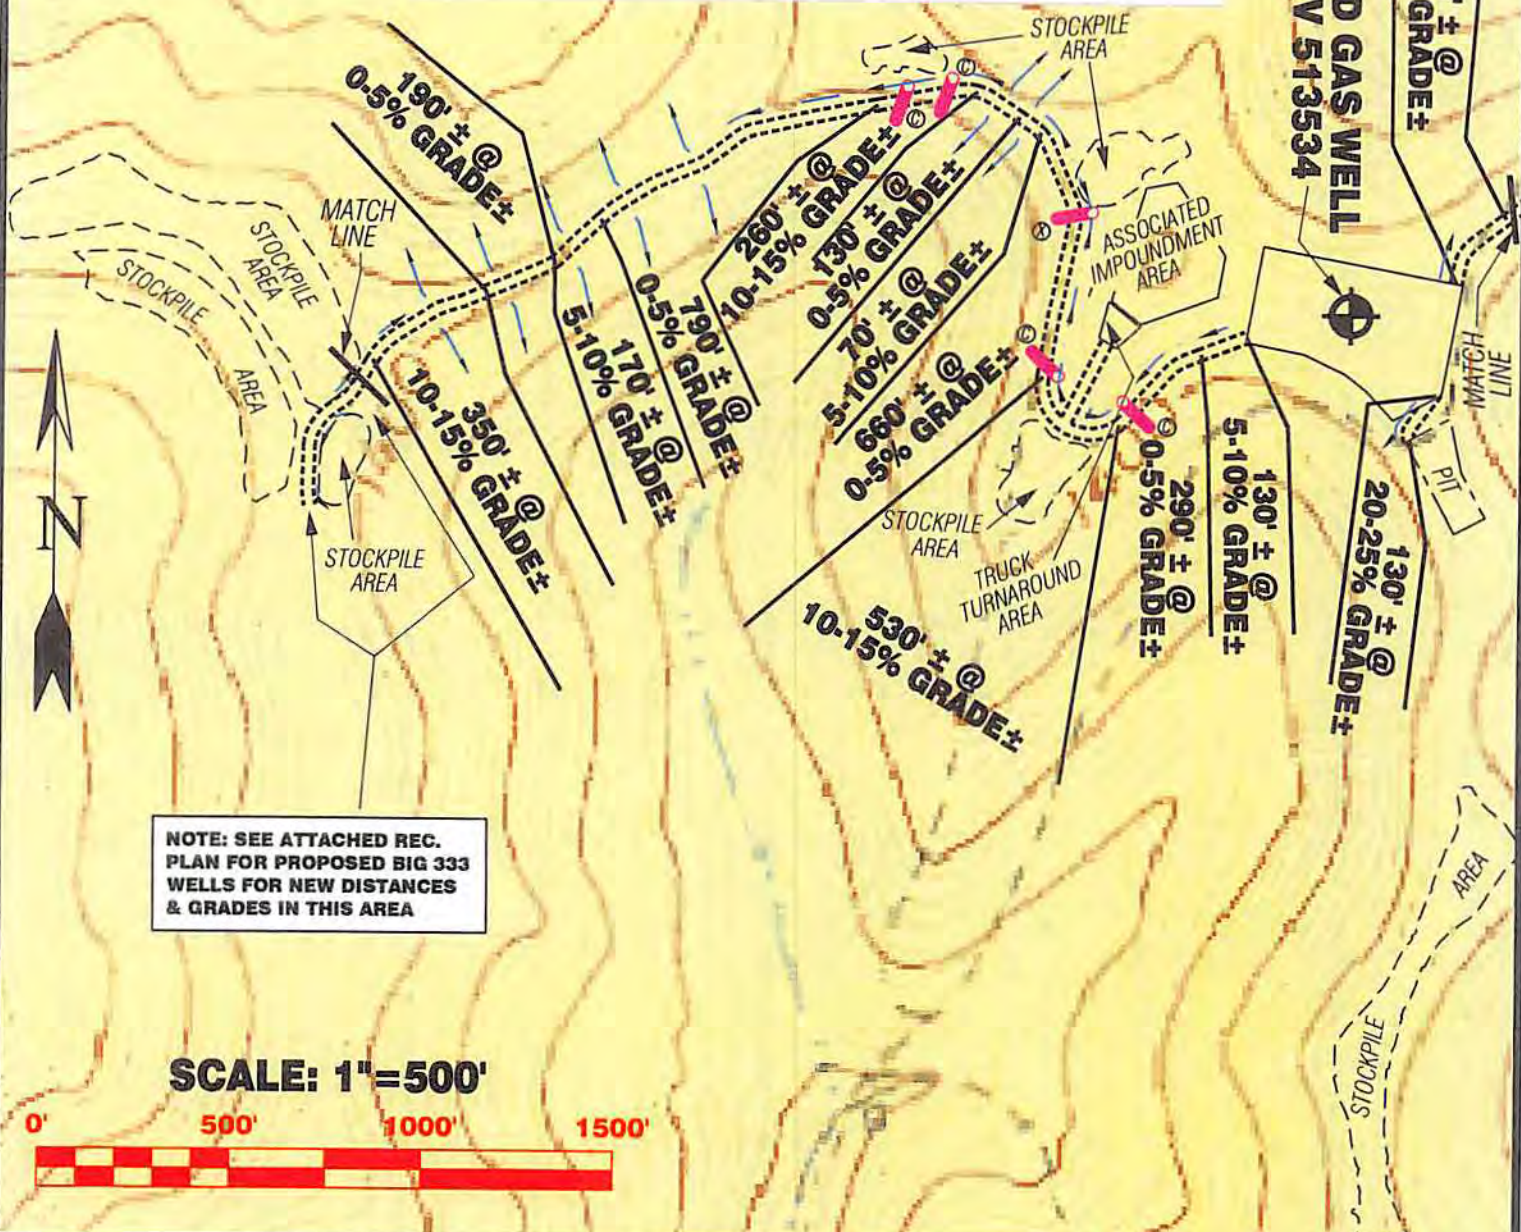 STOCKPILE
AREA
' ± @
GRADE±
D GAS WELL
V 513534
190' ± @
0-5% GRADE±
MATCH
LINE
STOCKPILE
AREA
STOCKPILE
AREA
260' ± @
10-15% GRADE±
130' ± @
0-5% GRADE±
70' ± @
5-10% GRADE±
660' ± @
0-5% GRADE±
790' ± @
0-5% GRADE±
170' ± @
5-10% GRADE±
350' ± @
10-15% GRADE±
C
C
C
C
ASSOCIATED
IMPOUNDMENT
AREA
MATCH
LINE
PIT
130' ± @
20-25% GRADE±
130' ± @
5-10% GRADE±
290' ± @
0-5% GRADE±
STOCKPILE
AREA
TRUCK
TURNAROUND
AREA
530' ± @
10-15% GRADE±
N
STOCKPILE
AREA
NOTE: SEE ATTACHED REC.
PLAN FOR PROPOSED BIG 333
WELLS FOR NEW DISTANCES
& GRADES IN THIS AREA
STOCKPILE
AREA
SCALE: 1"=500'
0' 500' 1000' 1500'